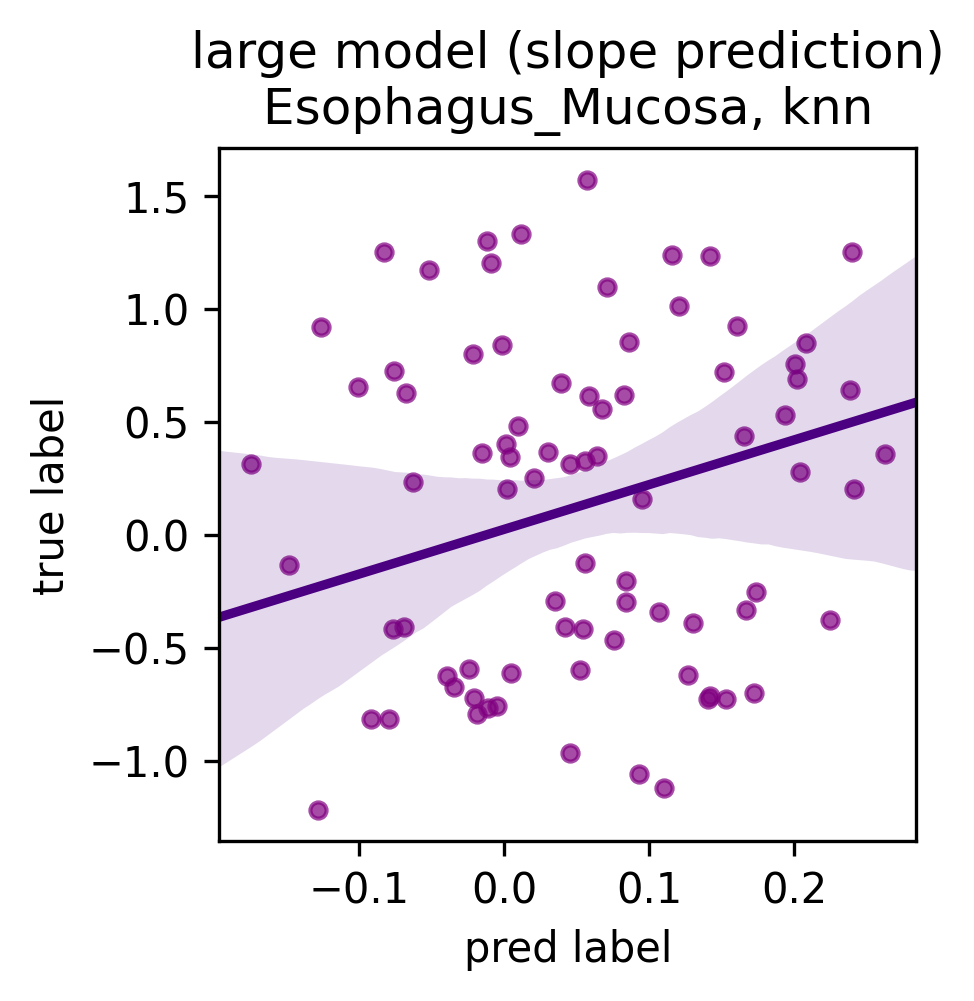 large model (slope prediction)
Esophagus_Mucosa, knn
1.5
1.0
0.5
0.0
−0.5
−1.0
true label
−0.1 0.0 0.1 0.2
pred label